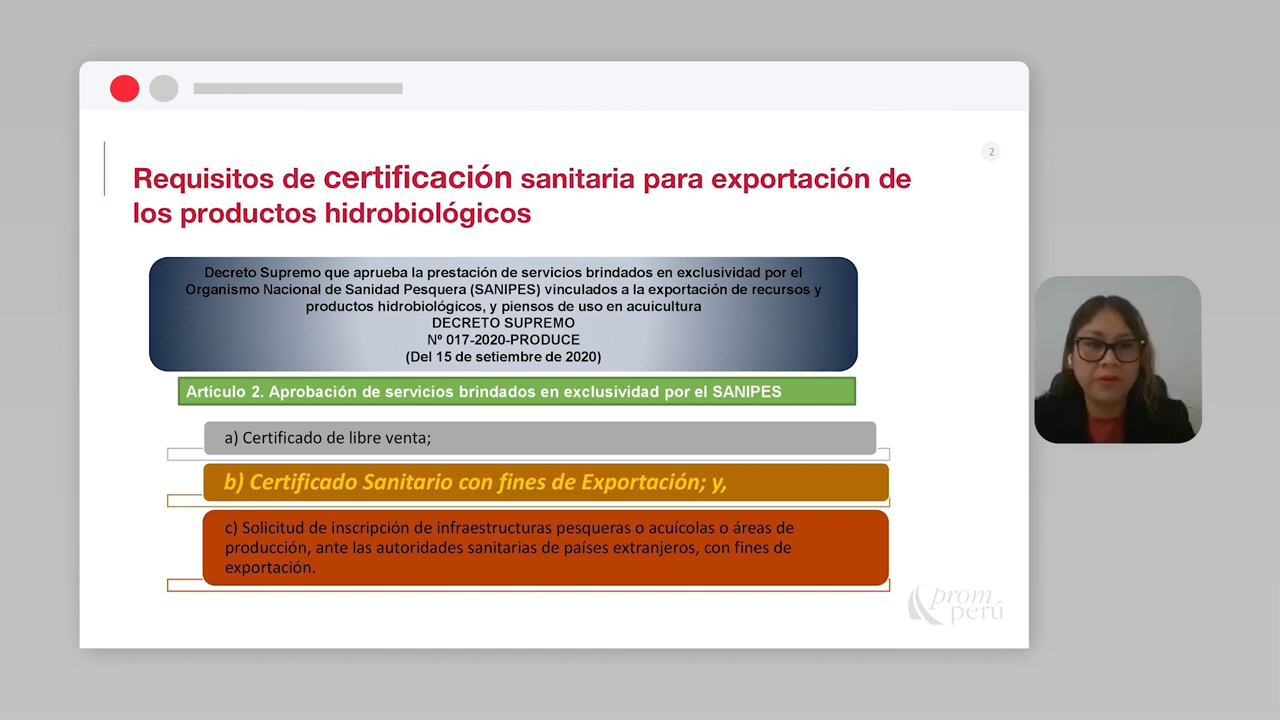 2
Requisitos de certificación sanitaria para exportación de
los productos hidrobiológicos
Decreto Supremo que aprueba la prestación de servicios brindados en exclusividad por el
Organismo Nacional de Sanidad Pesquera (SANIPES) vinculados a la exportación de recursos y
productos hidrobiológicos, y piensos de uso en acuicultura
DECRETO SUPREMO
Nº 017-2020-PRODUCE
(Del 15 de setiembre de 2020)
Artículo 2. Aprobación de servicios brindados en exclusividad por el SANIPES
a) Certificado de libre venta;
b) Certificado Sanitario con fines de Exportación; y,
c) Solicitud de inscripción de infraestructuras pesqueras o acuícolas o áreas de
producción, ante las autoridades sanitarias de países extranjeros, con fines de
exportación.
prom
perú